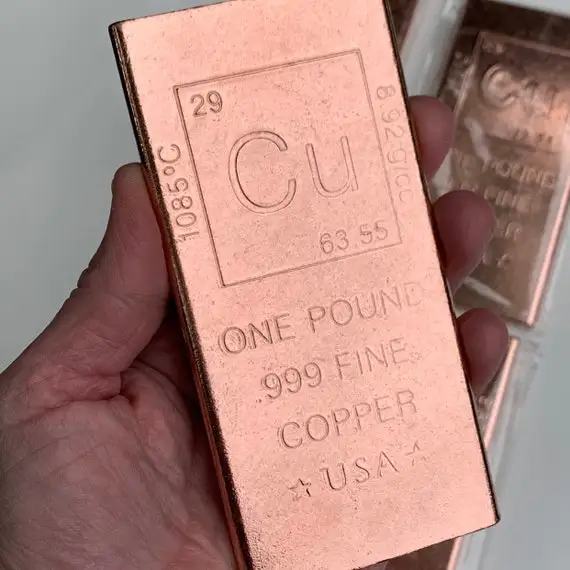 29
Cu
63.55
1085°C
8.92g/cc
ONE POUND
999 FINE
COPPER
☆ USA ☆